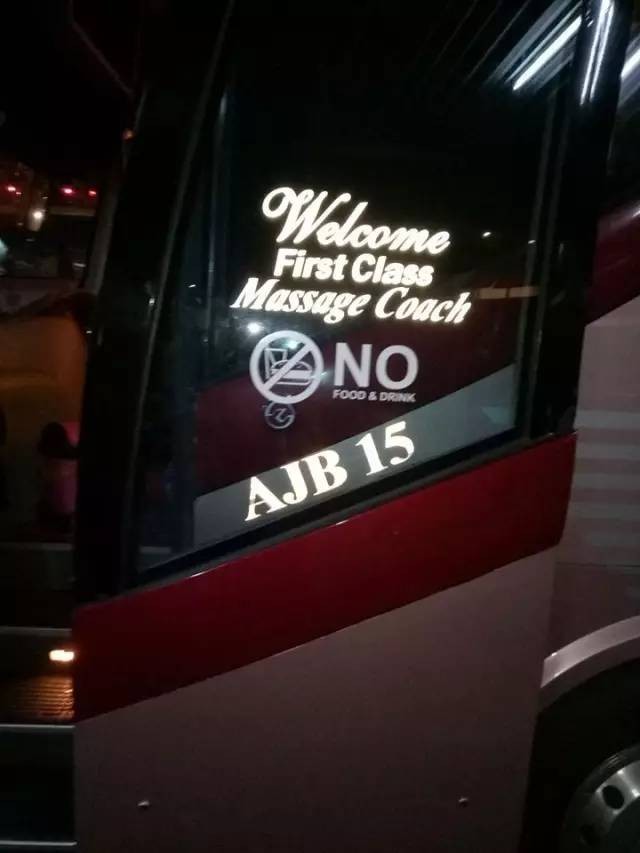 Welcome
First Class
Massage Coach
NO
FOOD & DRINK
AJB 15